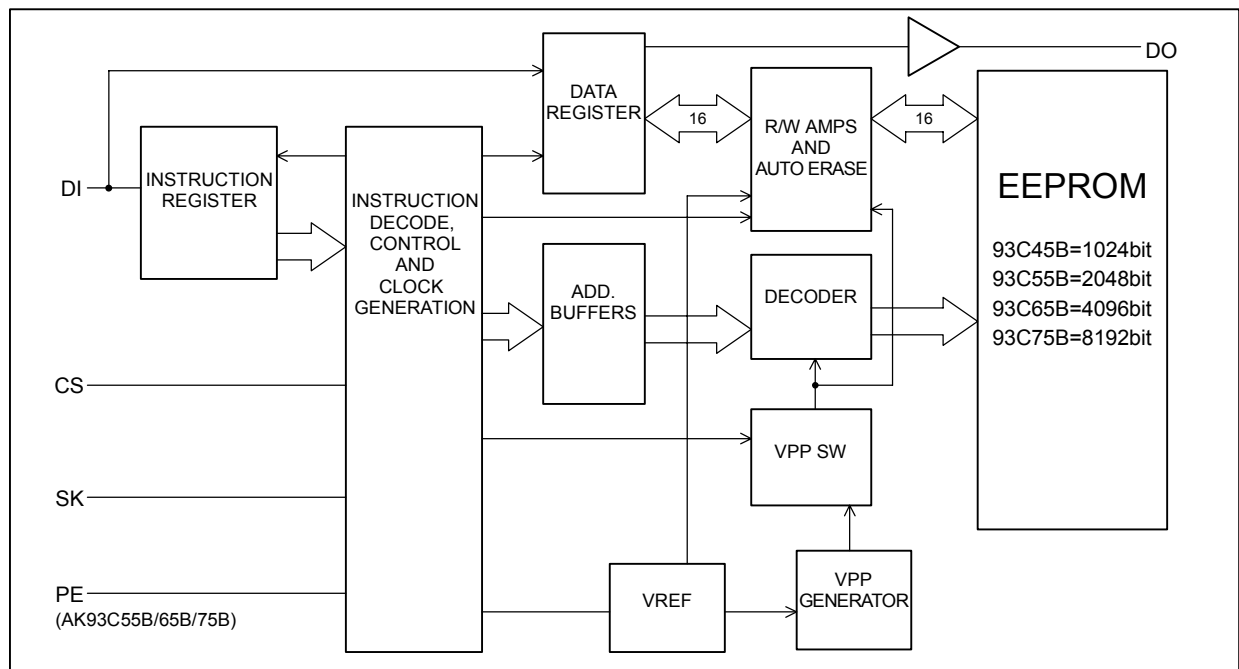 DO
DATA
REGISTER
16
R/W AMPS
AND
AUTO ERASE
16
EEPROM
93C45B=1024bit
93C55B=2048bit
93C65B=4096bit
93C75B=8192bit
DI
INSTRUCTION
REGISTER
INSTRUCTION
DECODE,
CONTROL
AND
CLOCK
GENERATION
ADD.
BUFFERS
DECODER
CS
VPP SW
SK
PE
(AK93C55B/65B/75B)
VREF
VPP
GENERATOR